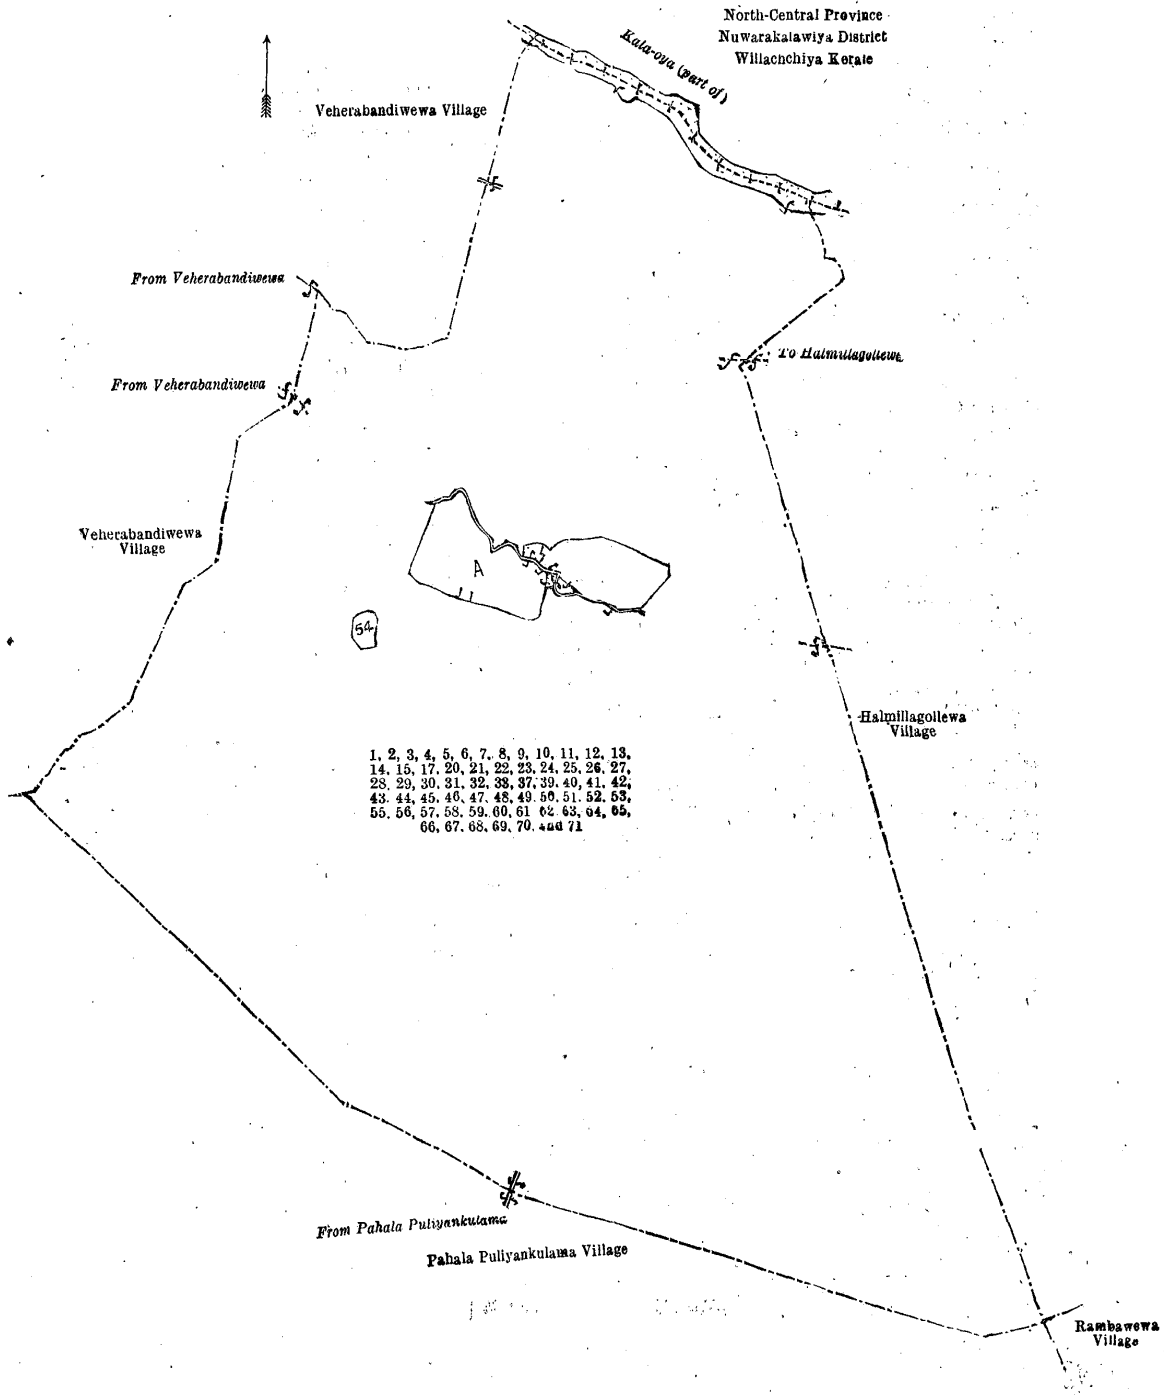 North-Central Province
Nuwarakalawiya District
Willachchiya Korale
Kala-oya (part of)
Veherabandiwewa Village
From Veherabandiwewa
To Halmillagollewa
From Veherabandiwewa
Veherabandiwewa
Village
A
54
Halmillagollewa
Village
1, 2, 3, 4, 5, 6, 7, 8, 9, 10, 11, 12, 13,
14, 15, 17, 20, 21, 22, 23, 24, 25, 26, 27,
28, 29, 30, 31, 32, 33, 37, 39, 40, 41, 42,
43, 44, 45, 46, 47, 48, 49, 50, 51, 52, 53,
55, 56, 57, 58, 59, 60, 61, 62, 63, 64, 65,
66, 67, 68, 69, 70, and 71
From Pahala Puliyankulama
Pahala Puliyankulama Village
Rambawewa
Village